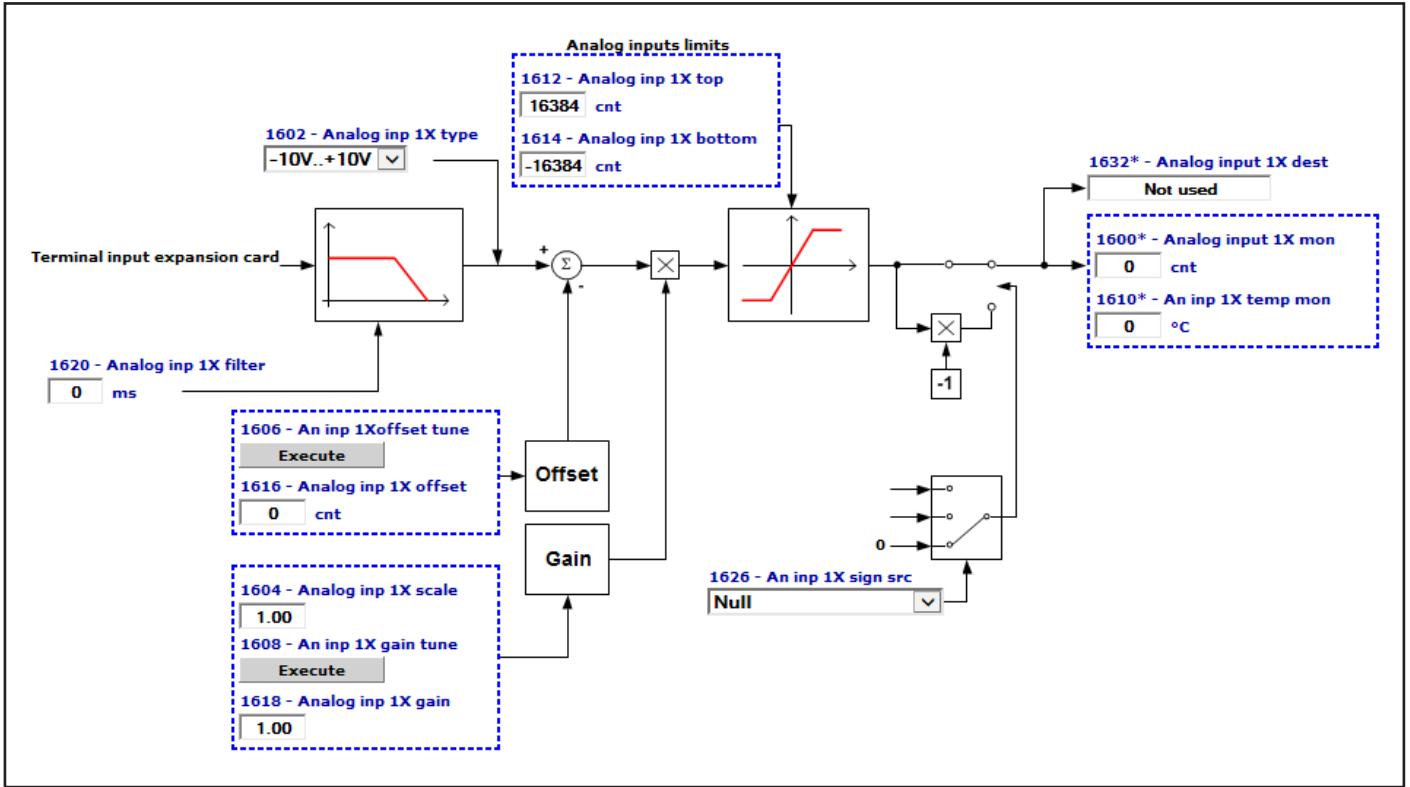 Analog inputs limits
1612 - Analog inp 1X top
16384 cnt
1614 - Analog inp 1X bottom
-16384 cnt
1602 - Analog inp 1X type
-10V..+10V
1632* - Analog input 1X dest
Not used
1600* - Analog input 1X mon
0 cnt
1610* - An inp 1X temp mon
0 °C
Terminal input expansion card
+
Σ
-
-1
1620 - Analog inp 1X filter
0 ms
1606 - An inp 1Xoffset tune
Execute
1616 - Analog inp 1X offset
0 cnt
Offset
Gain
1604 - Analog inp 1X scale
1.00
1608 - An inp 1X gain tune
Execute
1618 - Analog inp 1X gain
1.00
0
1626 - An inp 1X sign src
Null